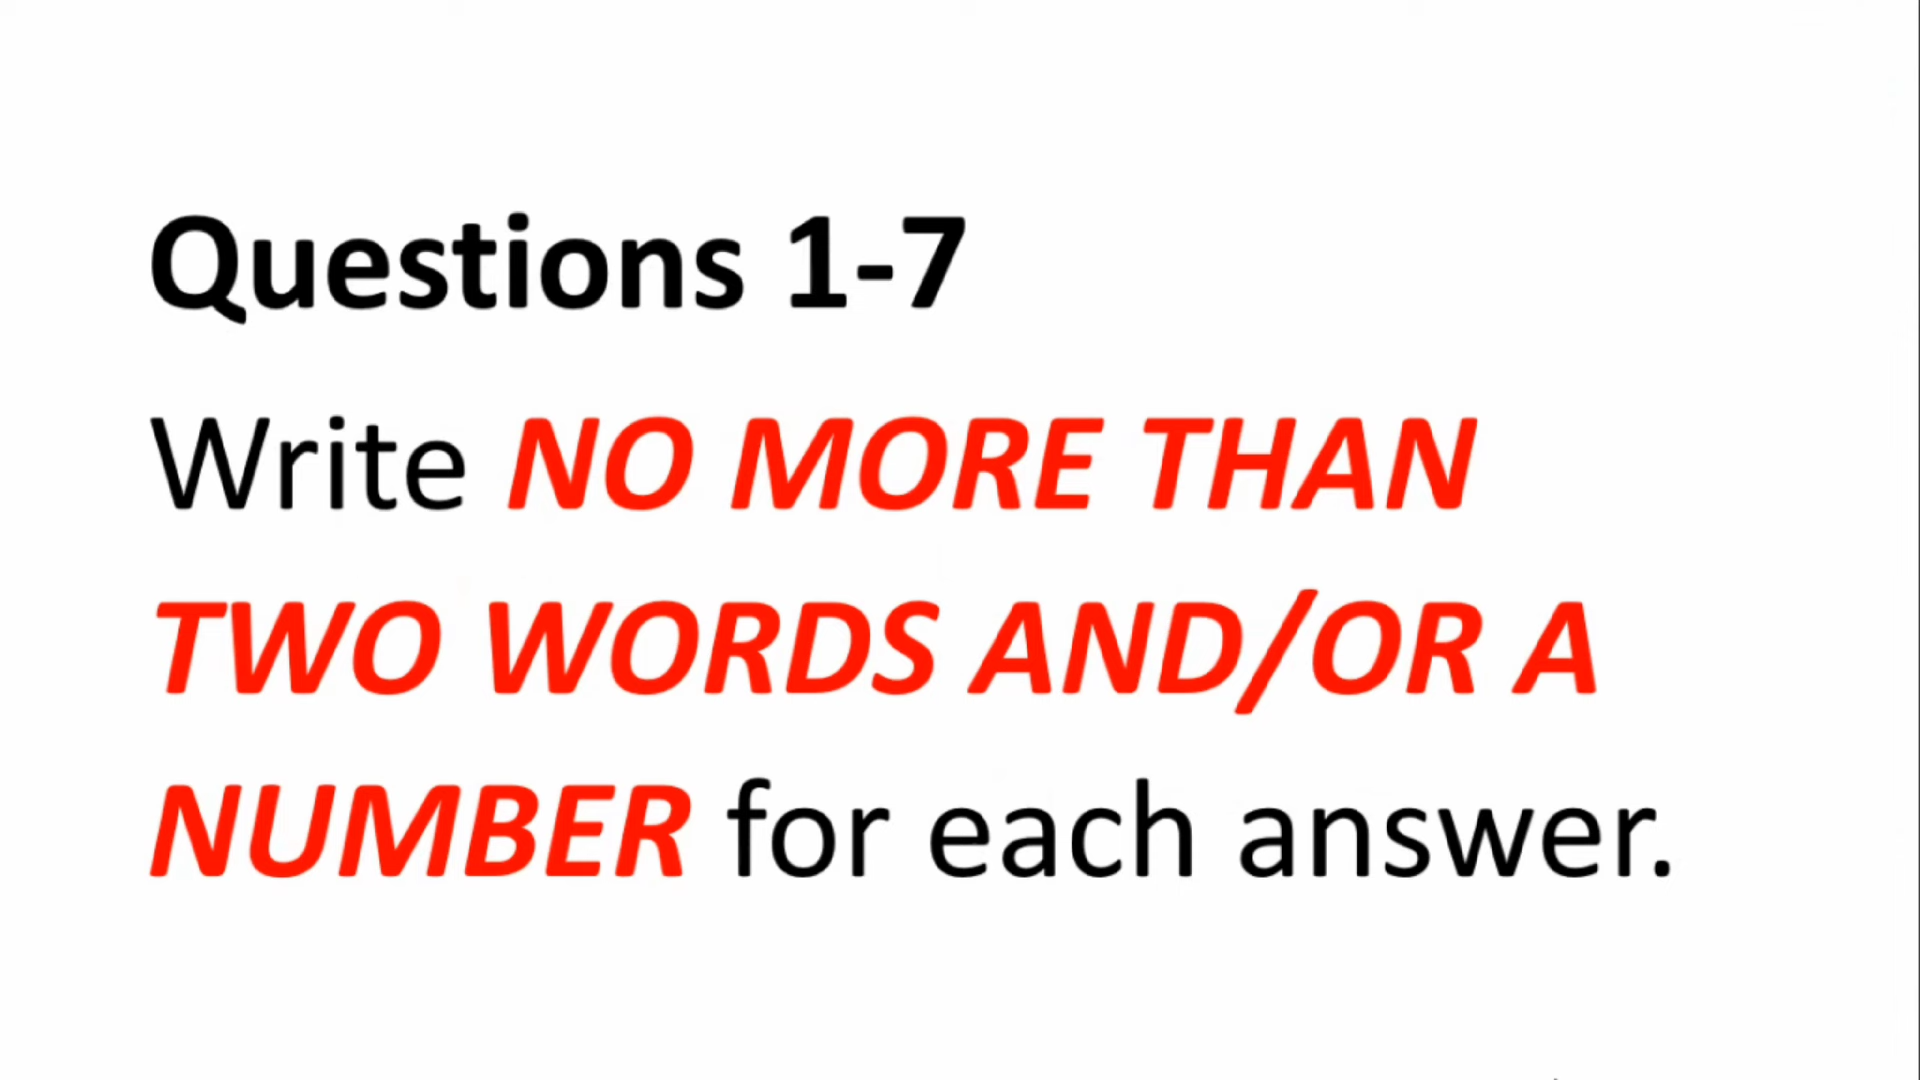 Questions 1-7
Write NO MORE THAN
TWO WORDS AND/OR A
NUMBER for each answer.